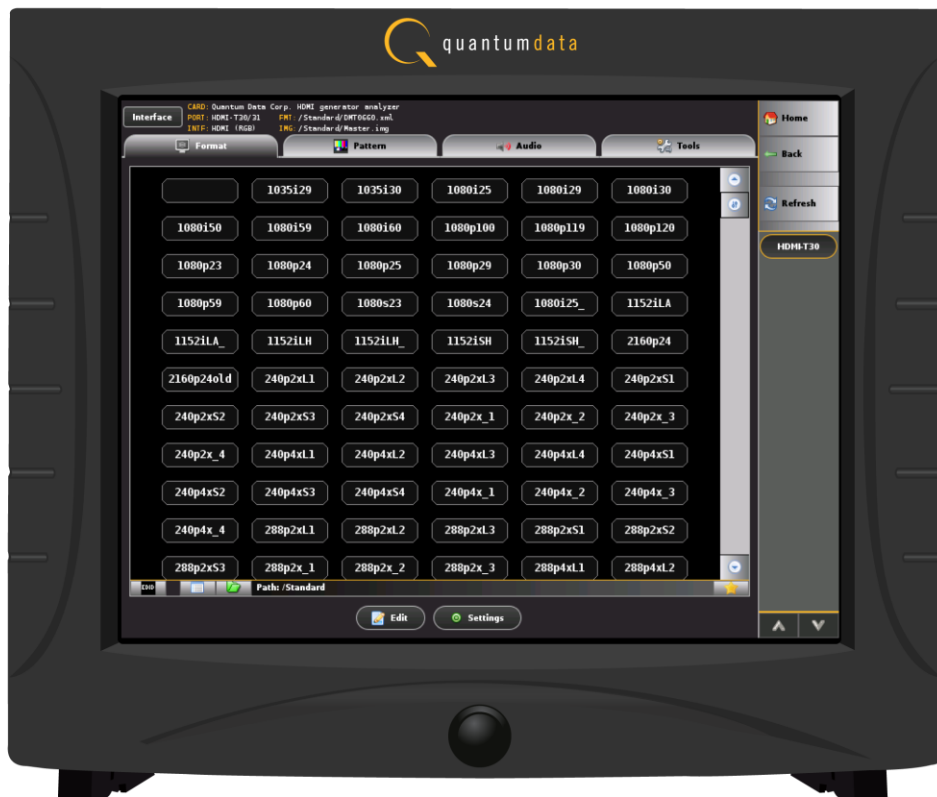 quantumdata
CARD: Quantum Data Corp. HDMI generator analyzer
Interface
PORT: HDMI-T30/31 FMT: /Standard/DMT0660.xml
INTF: HDMI (RGB) IMG: /Standard/Master.img
Home
Format Pattern Audio Tools
Back
1035i29 1035i30 1080i25 1080i29 1080i30
Refresh
1080i50 1080i59 1080i60 1080p100 1080p119 1080p120
HDMI-T30
1080p23 1080p24 1080p25 1080p29 1080p30 1080p50
1080p59 1080p60 1080s23 1080s24 1080i25_ 1152iLA
1152iLA_ 1152iLH 1152iLH_ 1152iSH 1152iSH_ 2160p24
2160p24old 240p2xL1 240p2xL2 240p2xL3 240p2xL4 240p2xS1
240p2xS2 240p2xS3 240p2xS4 240p2x_1 240p2x_2 240p2x_3
240p2x_4 240p4xL1 240p4xL2 240p4xL3 240p4xL4 240p4xS1
240p4xS2 240p4xS3 240p4xS4 240p4x_1 240p4x_2 240p4x_3
240p4x_4 288p2xL1 288p2xL2 288p2xL3 288p2xS1 288p2xS2
288p2xS3 288p2x_1 288p2x_2 288p2x_3 288p4xL1 288p4xL2
EDID Path: /Standard
Edit Settings